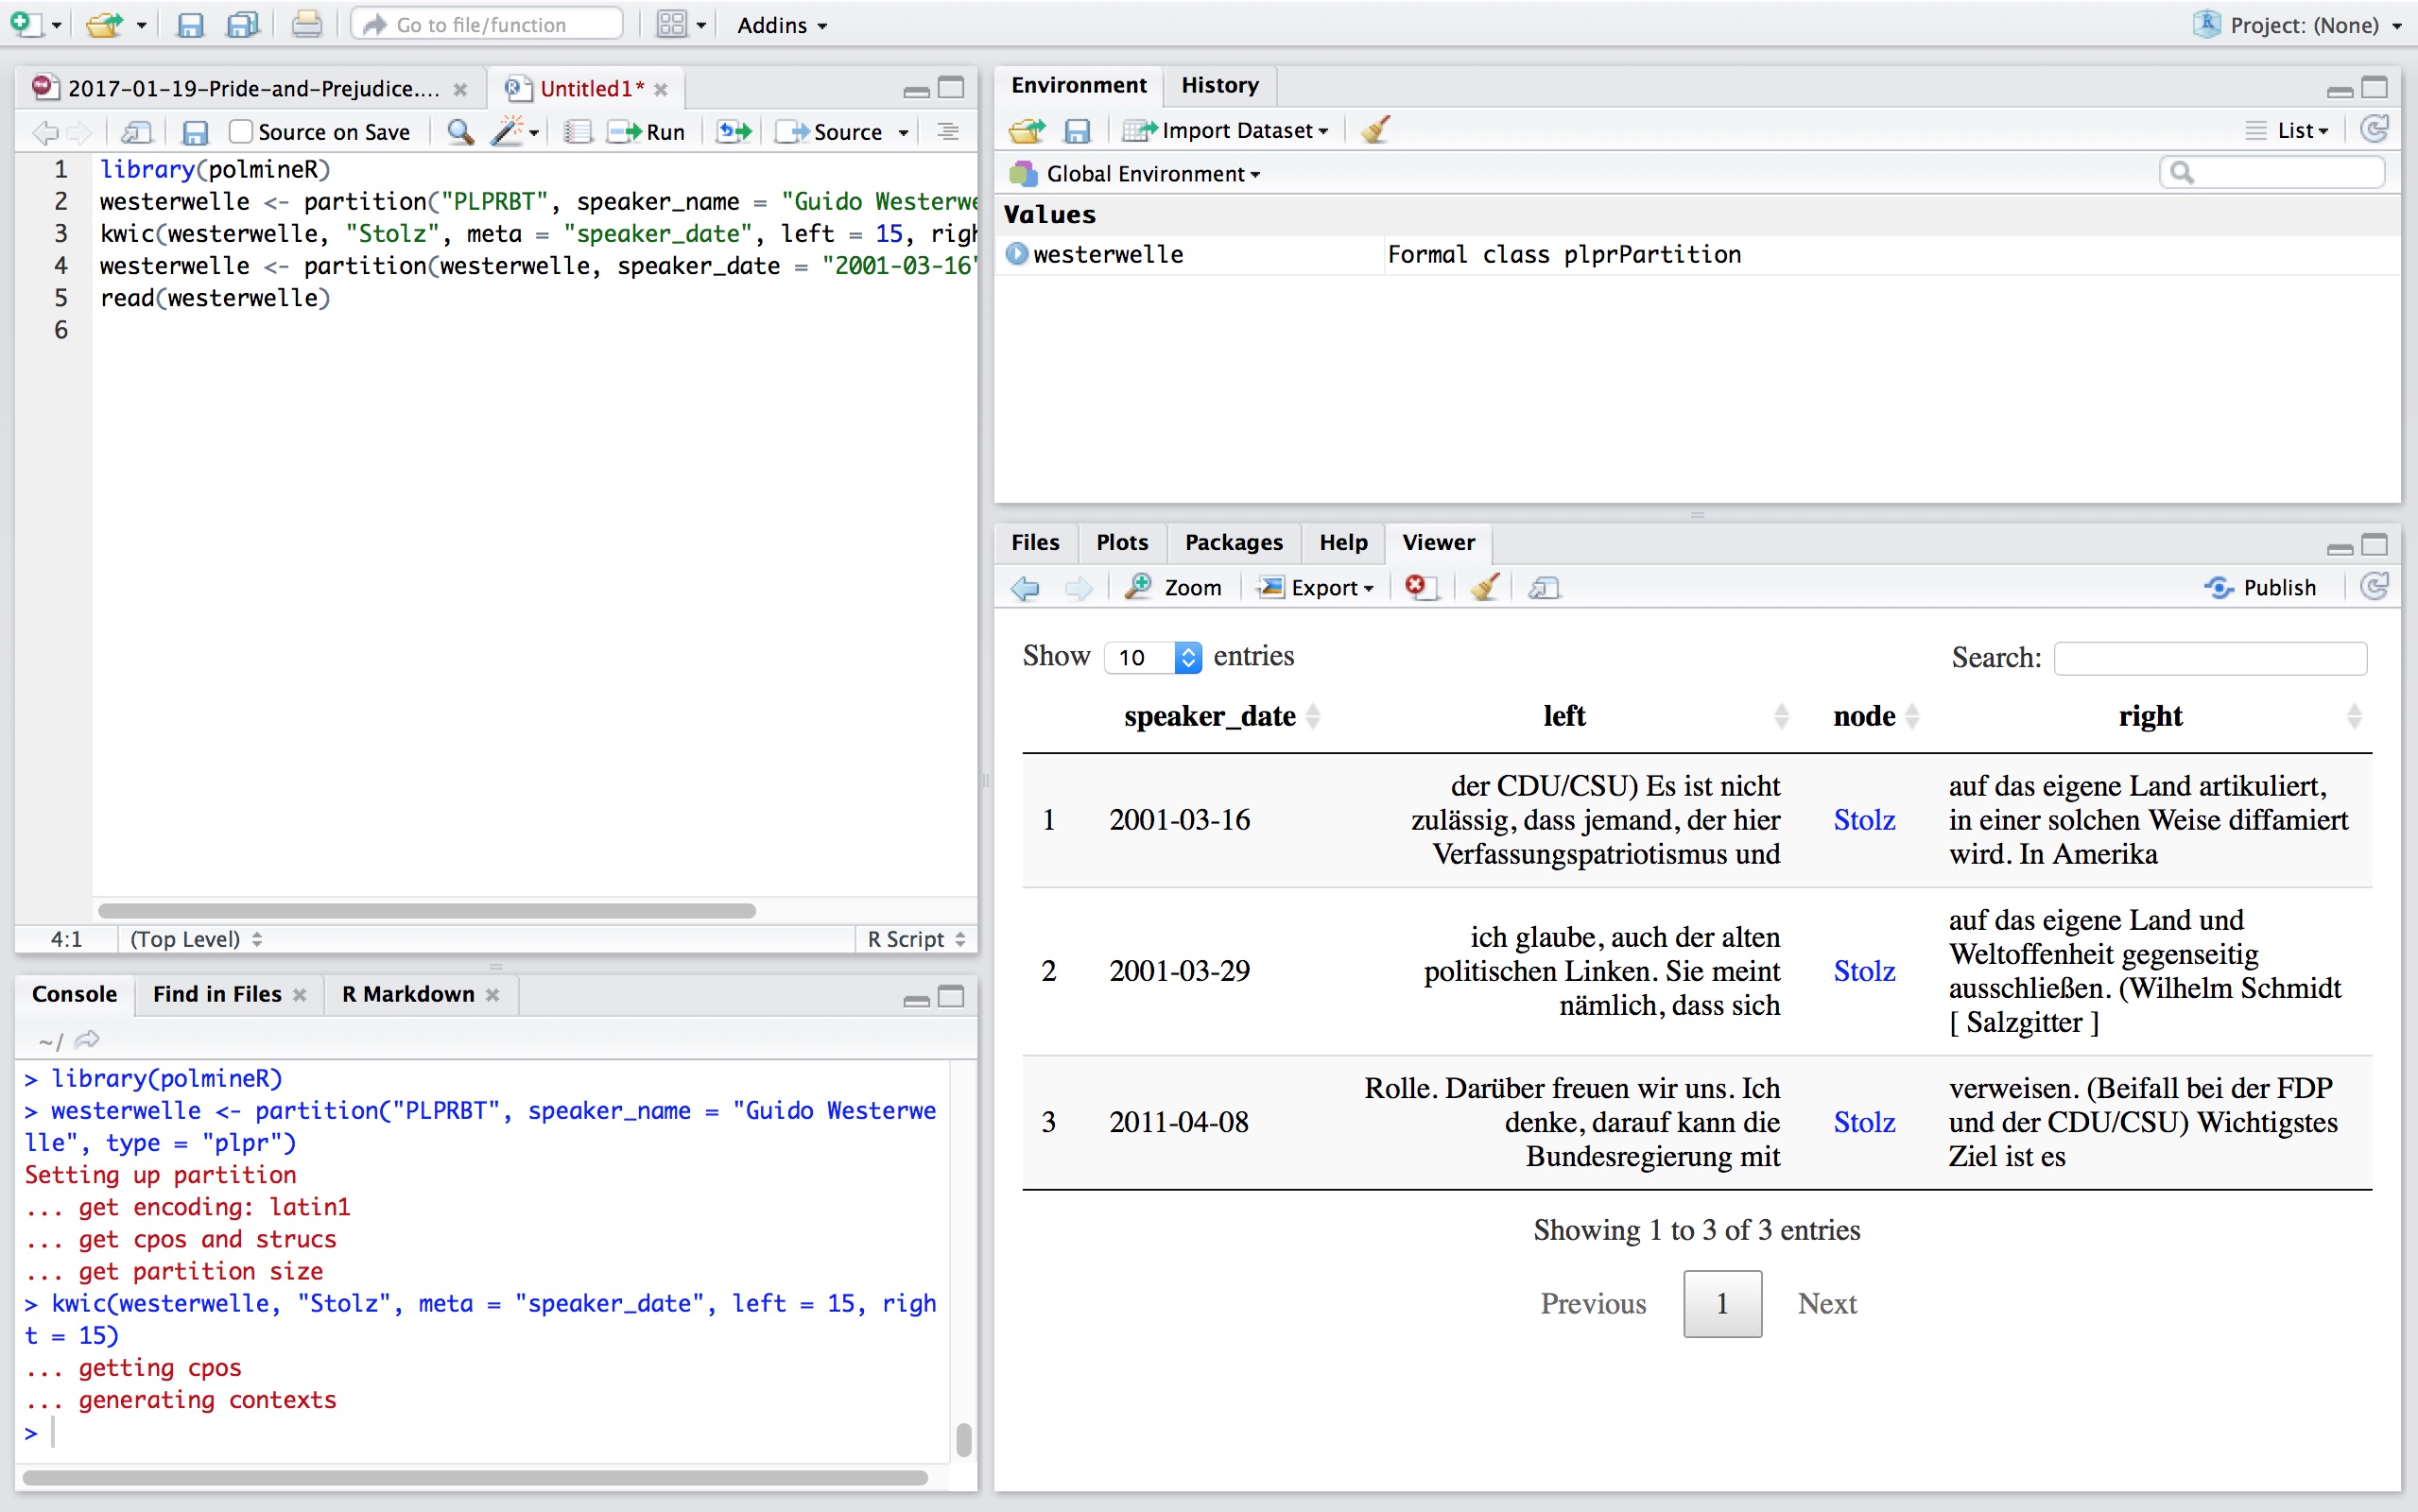 Go to file/function Addins Project: (None)
2017-01-19-Pride-and-Prejudice.... Untitled1*
Source on Save Run Source
1 library(polmineR)
2 westerwelle <- partition("PLPRBT", speaker_name = "Guido Westerwe
3 kwic(westerwelle, "Stolz", meta = "speaker_date", left = 15, righ
4 westerwelle <- partition(westerwelle, speaker_date = "2001-03-16"
5 read(westerwelle)
6
4:1 (Top Level) R Script
Console Find in Files R Markdown
~/
> library(polmineR)
> westerwelle <- partition("PLPRBT", speaker_name = "Guido Westerwe
lle", type = "plpr")
Setting up partition
... get encoding: latin1
... get cpos and strucs
... get partition size
> kwic(westerwelle, "Stolz", meta = "speaker_date", left = 15, righ
t = 15)
... getting cpos
... generating contexts
>
Environment History
Import Dataset List
Global Environment
Values
westerwelle Formal class plprPartition
Files Plots Packages Help Viewer
Zoom Export Publish
Show 10 entries Search:
speaker_date left node right
der CDU/CSU) Es ist nicht auf das eigene Land artikuliert,
1 2001-03-16 zulässig, dass jemand, der hier Stolz in einer solchen Weise diffamiert
Verfassungspatriotismus und wird. In Amerika
auf das eigene Land und
ich glaube, auch der alten Weltoffenheit gegenseitig
2 2001-03-29 politischen Linken. Sie meint Stolz ausschließen. (Wilhelm Schmidt
nämlich, dass sich [ Salzgitter ]
Rolle. Darüber freuen wir uns. Ich verweisen. (Beifall bei der FDP
3 2011-04-08 denke, darauf kann die Stolz und der CDU/CSU) Wichtigstes
Bundesregierung mit Ziel ist es
Showing 1 to 3 of 3 entries
Previous 1 Next